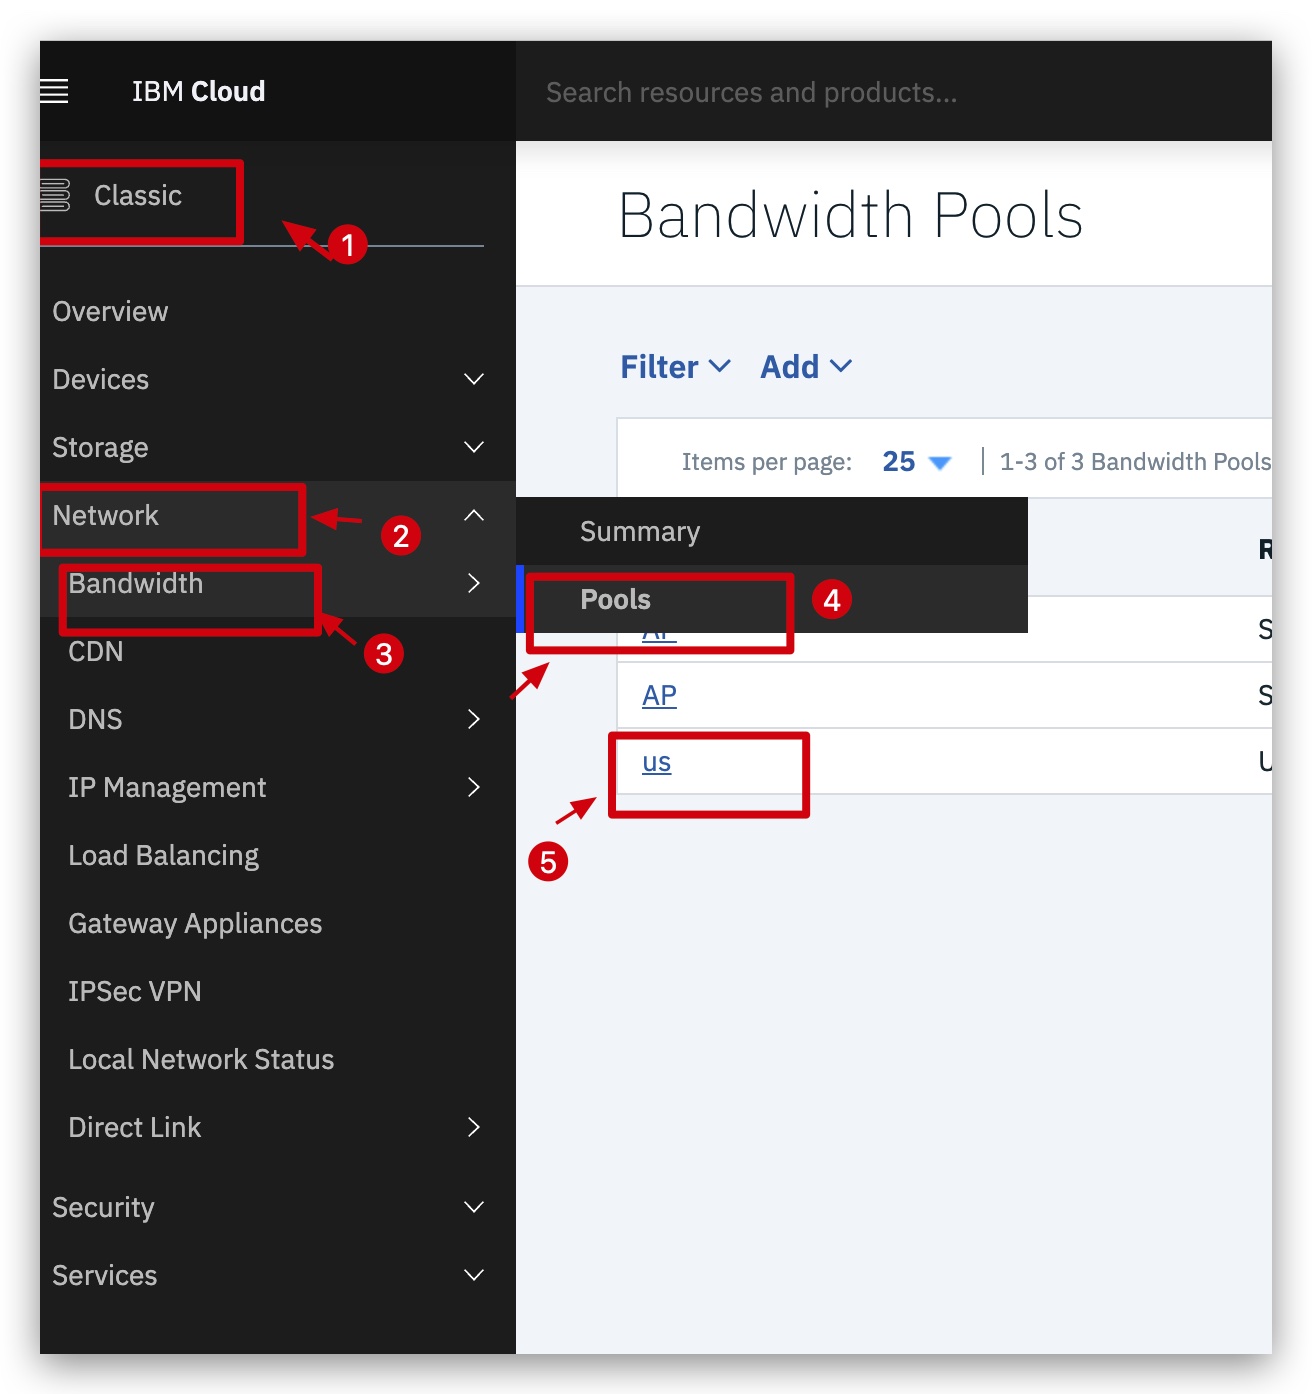 IBM Cloud
Search resources and products...
Classic
1
Bandwidth Pools
Overview
Filter
Add
Devices
Storage
Items per page: 25 | 1-3 of 3 Bandwidth Pools
Network
2
Summary
R
Bandwidth
3
Pools
4
AP
S
CDN
DNS
AP
S
IP Management
us
U
5
Load Balancing
Gateway Appliances
IPSec VPN
Local Network Status
Direct Link
Security
Services